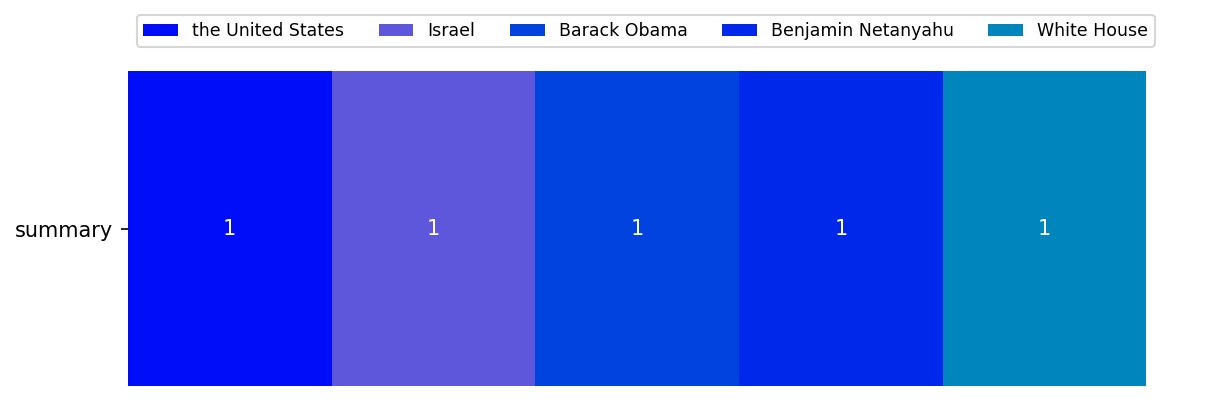 the United States Israel Barack Obama Benjamin Netanyahu White House
summary 1 1 1 1 1